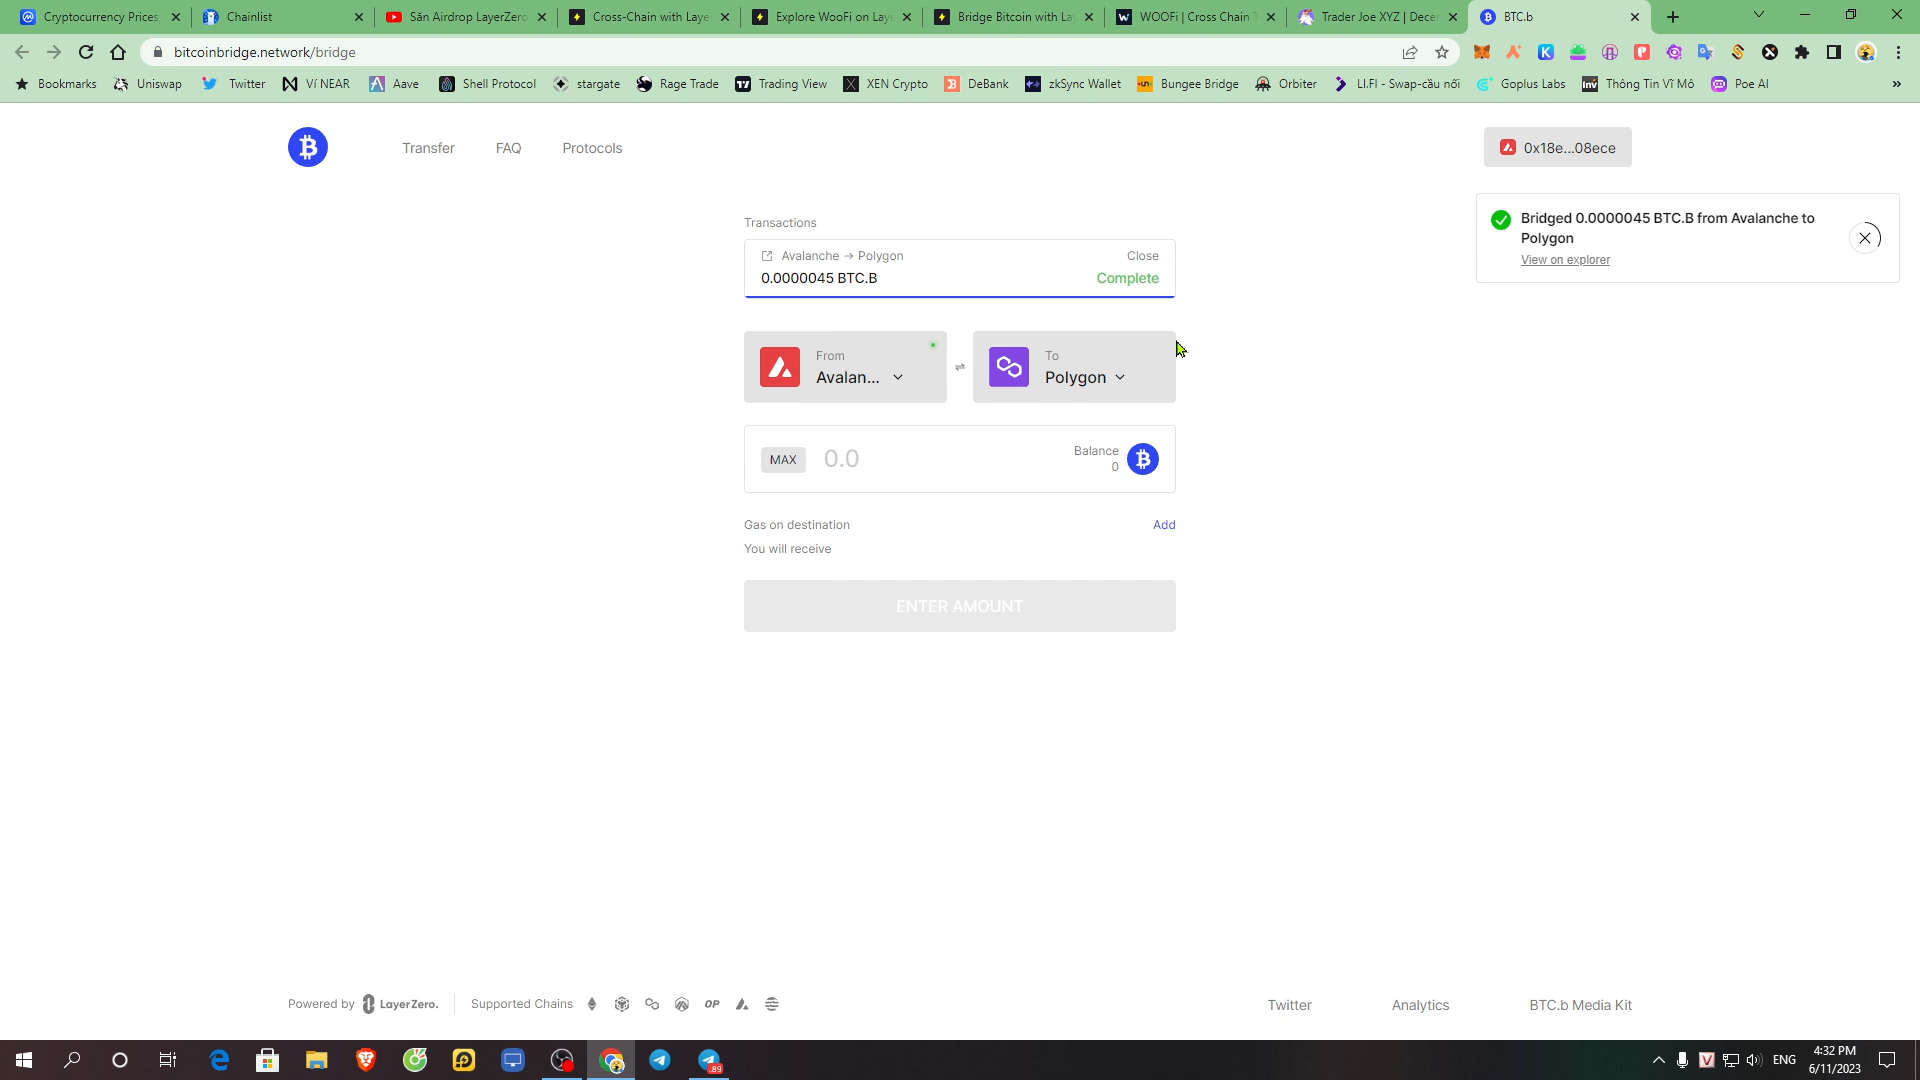 Cryptocurrency Prices,
Chainlist
Săn Airdrop LayerZero
Cross-Chain with Laye
Explore WooFi on Laye
Bridge Bitcoin with La
WOOFi | Cross Chain
Trader Joe XYZ | Dece
BTC.b
bitcoinbridge.network/bridge
Bookmarks
Uniswap
Twitter
Ví NEAR
Aave
Shell Protocol
stargate
Rage Trade
Trading View
XEN Crypto
DeBank
zkSync Wallet
Bungee Bridge
Orbiter
LI.FI - Swap-cầu nối
Goplus Labs
Thông Tin Vĩ Mô
Poe AI
Transfer
FAQ
Protocols
0x18e...08ece
Bridged 0.0000045 BTC.B from Avalanche to
Polygon
View on explorer
Transactions
Avalanche → Polygon
Close
0.0000045 BTC.B
Complete
From
Avalan...
To
Polygon
MAX
0.0
Balance
0
Gas on destination
Add
You will receive
ENTER AMOUNT
Powered by LayerZero.
Supported Chains
OP
Twitter
Analytics
BTC.b Media Kit
89
ENG
4:32 PM
6/11/2023